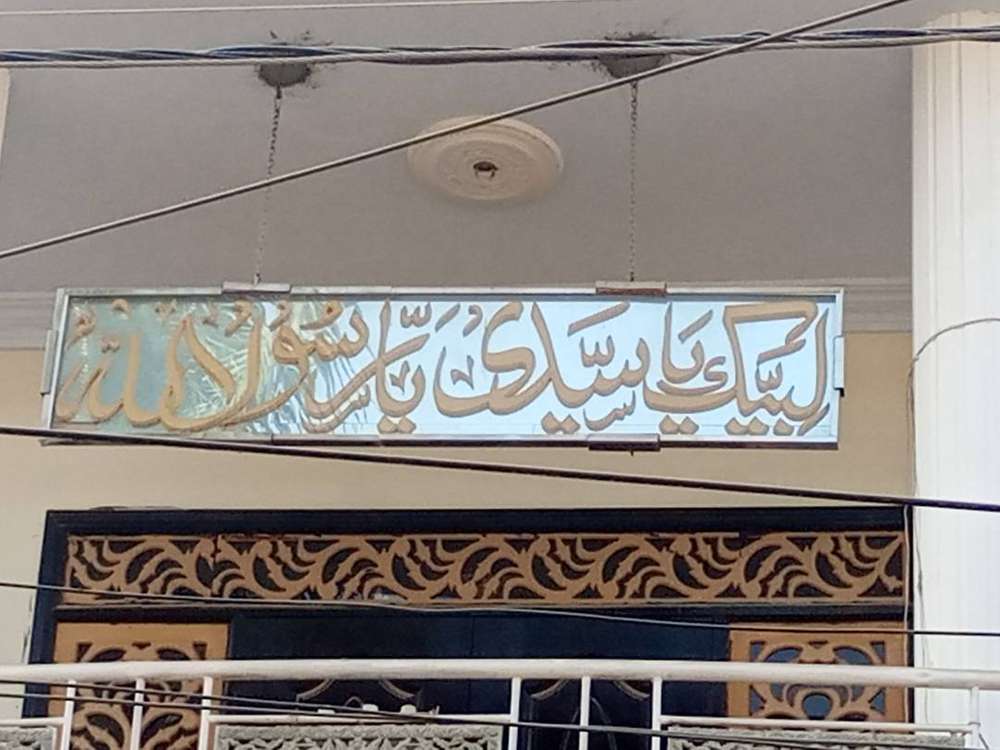 لبیک یا سیدی یا رسول اللہ